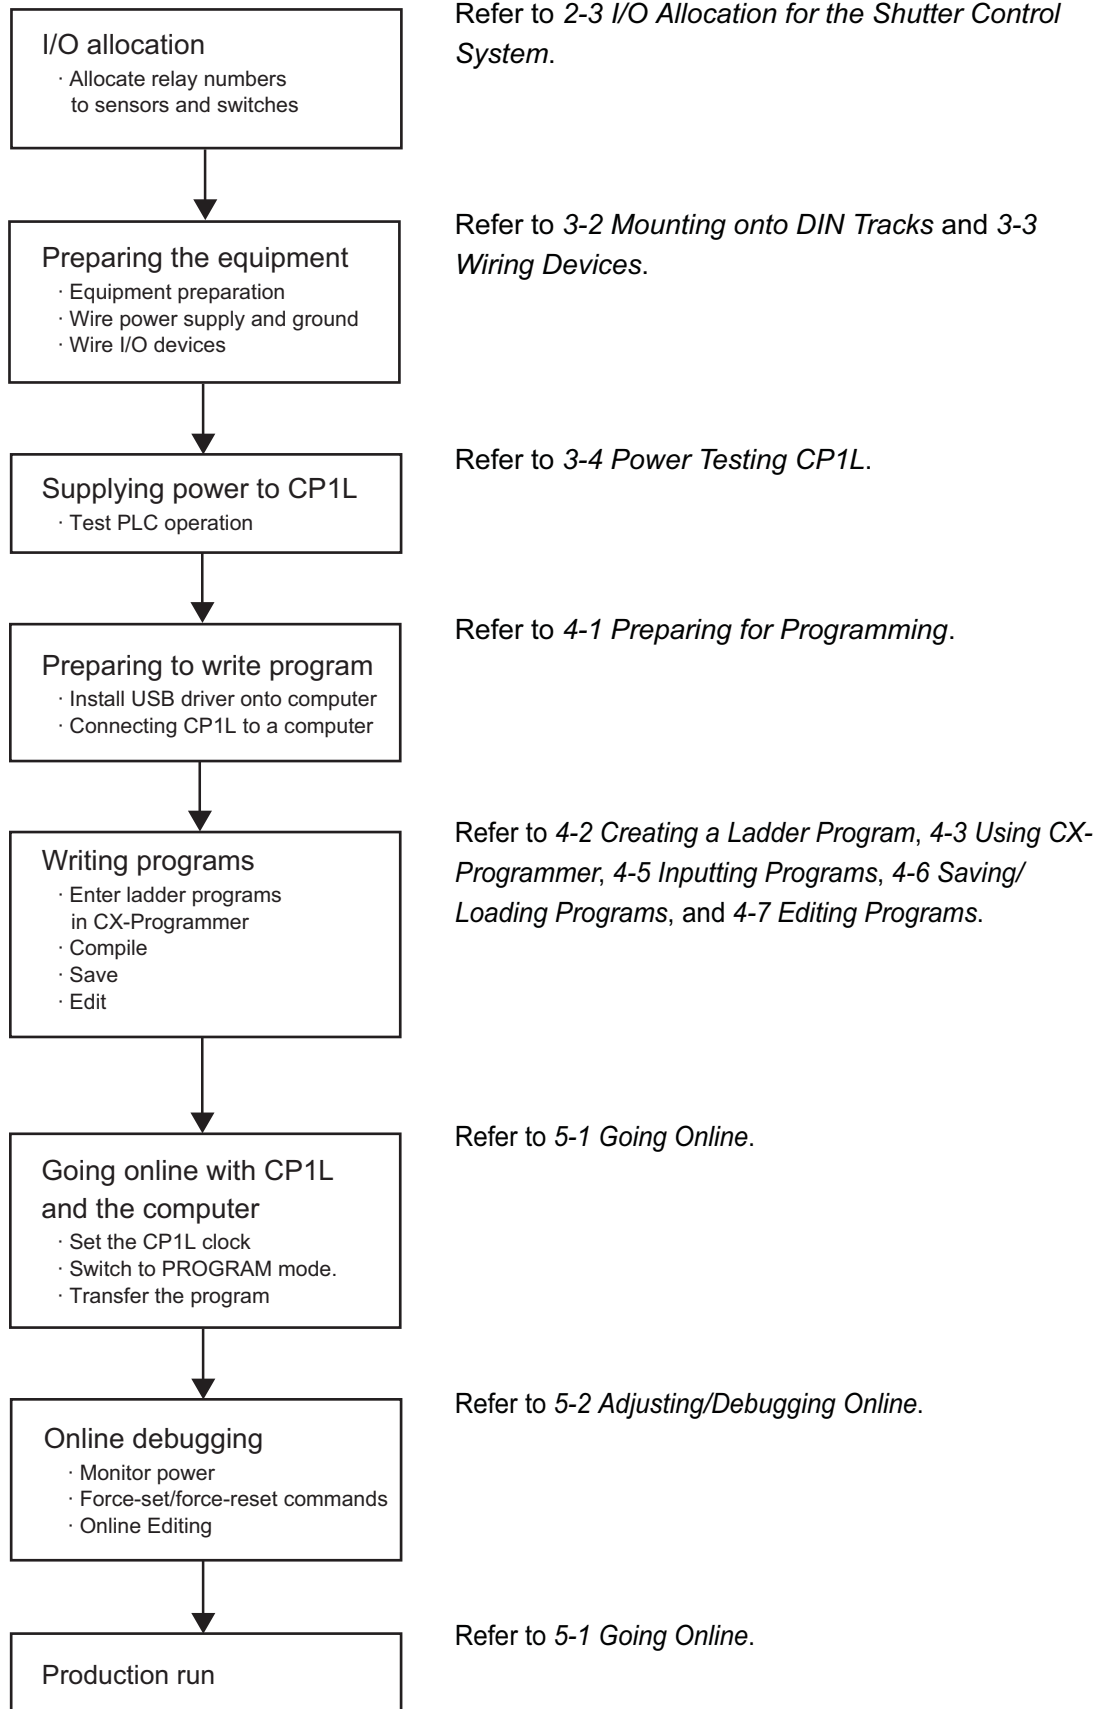 Refer to 2-3 I/O Allocation for the Shutter Control
System.
I/O allocation
· Allocate relay numbers
to sensors and switches
Refer to 3-2 Mounting onto DIN Tracks and 3-3
Wiring Devices.
Preparing the equipment
· Equipment preparation
· Wire power supply and ground
· Wire I/O devices
Refer to 3-4 Power Testing CP1L.
Supplying power to CP1L
· Test PLC operation
Refer to 4-1 Preparing for Programming.
Preparing to write program
· Install USB driver onto computer
· Connecting CP1L to a computer
Refer to 4-2 Creating a Ladder Program, 4-3 Using CX-
Programmer, 4-5 Inputting Programs, 4-6 Saving/
Loading Programs, and 4-7 Editing Programs.
Writing programs
· Enter ladder programs
in CX-Programmer
· Compile
· Save
· Edit
Refer to 5-1 Going Online.
Going online with CP1L
and the computer
· Set the CP1L clock
· Switch to PROGRAM mode.
· Transfer the program
Refer to 5-2 Adjusting/Debugging Online.
Online debugging
· Monitor power
· Force-set/force-reset commands
· Online Editing
Refer to 5-1 Going Online.
Production run